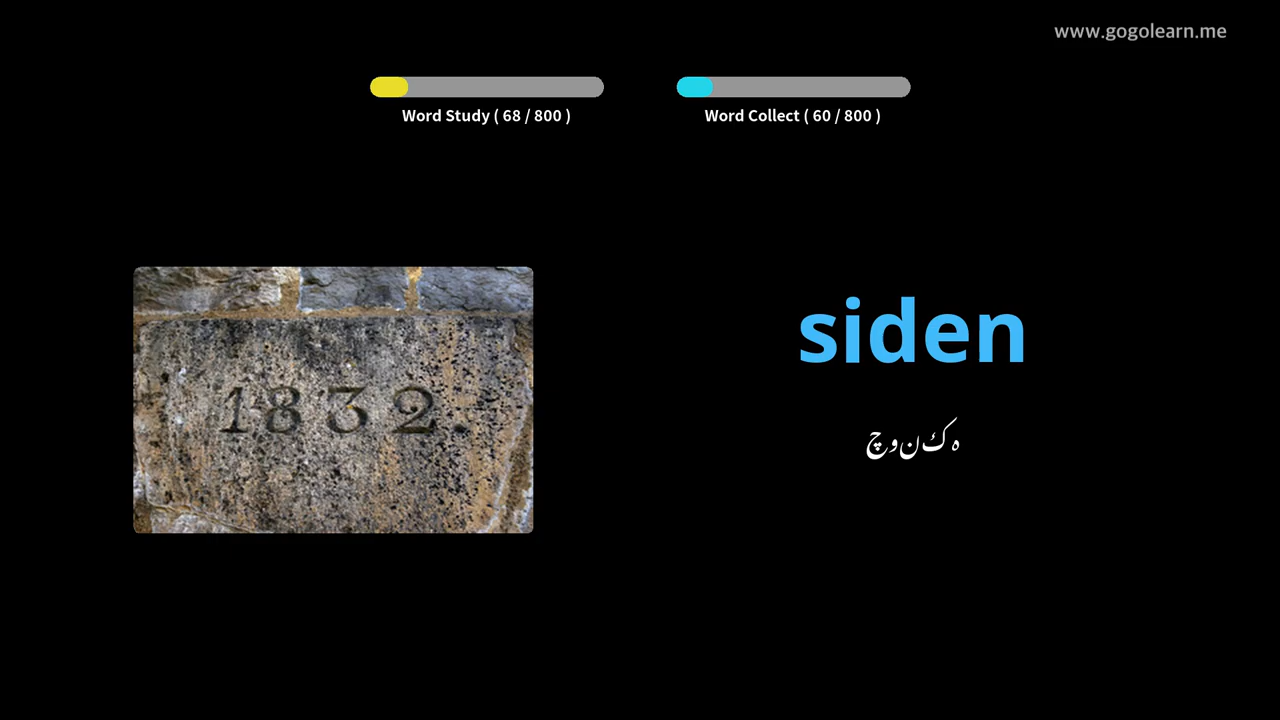 www.gogolearn.me
Word Study ( 68 / 800 )
Word Collect ( 60 / 800 )
1832.
siden
چونکہ